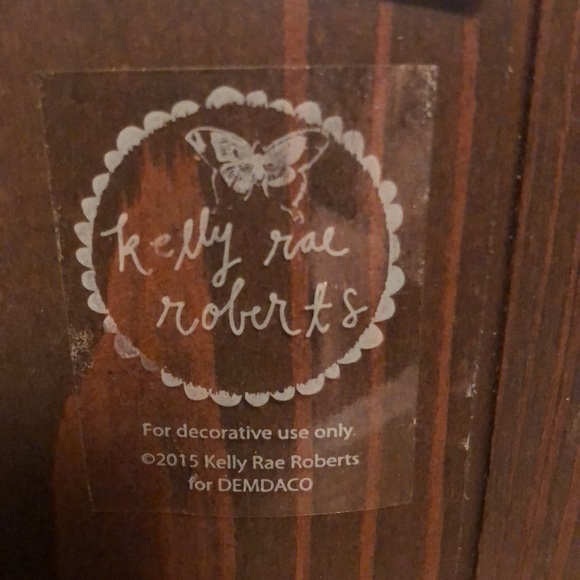 kelly rae
roberts
For decorative use only.
©2015 Kelly Rae Roberts
for DEMDACO